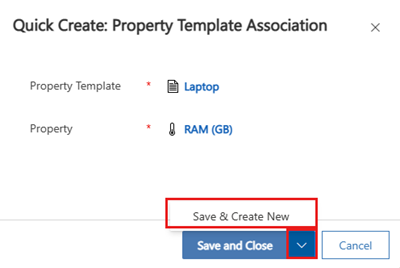 Quick Create: Property Template Association
Property Template * Laptop
Property * RAM (GB)
Save & Create New
Save and Close Cancel